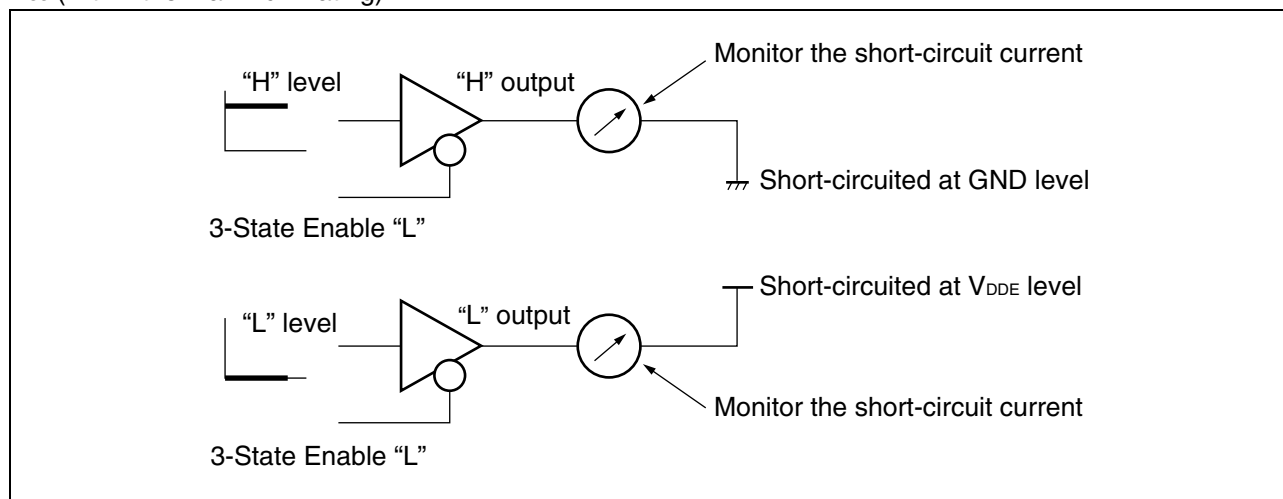 Monitor the short-circuit current
“H” level
“H” output
Short-circuited at GND level
3-State Enable “L”
Short-circuited at VDDE level
“L” level
“L” output
Monitor the short-circuit current
3-State Enable “L”